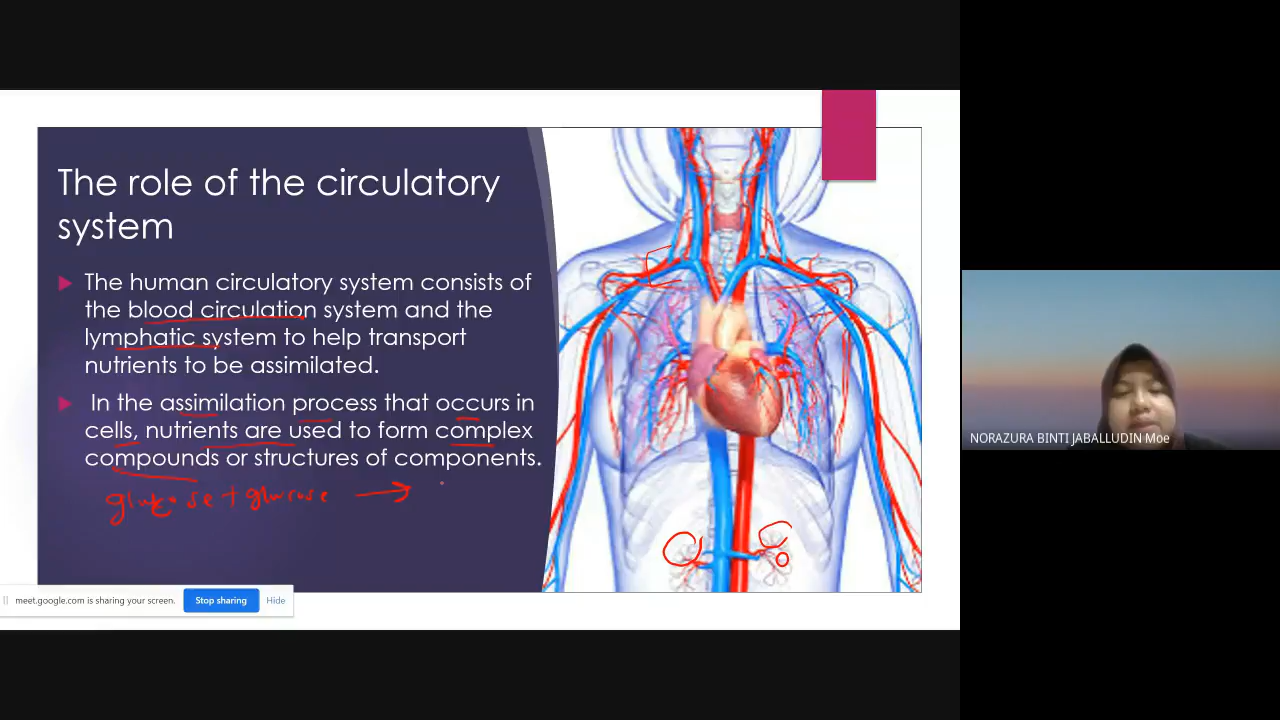 The role of the circulatory
system
The human circulatory system consists of
the blood circulation system and the
lymphatic system to help transport
nutrients to be assimilated.
In the assimilation process that occurs in
cells, nutrients are used to form complex
compounds or structures of components.
glukose + glucose →
meet.google.com is sharing your screen. Stop sharing Hide
NORAZURA BINTI JABALLUDIN Moe